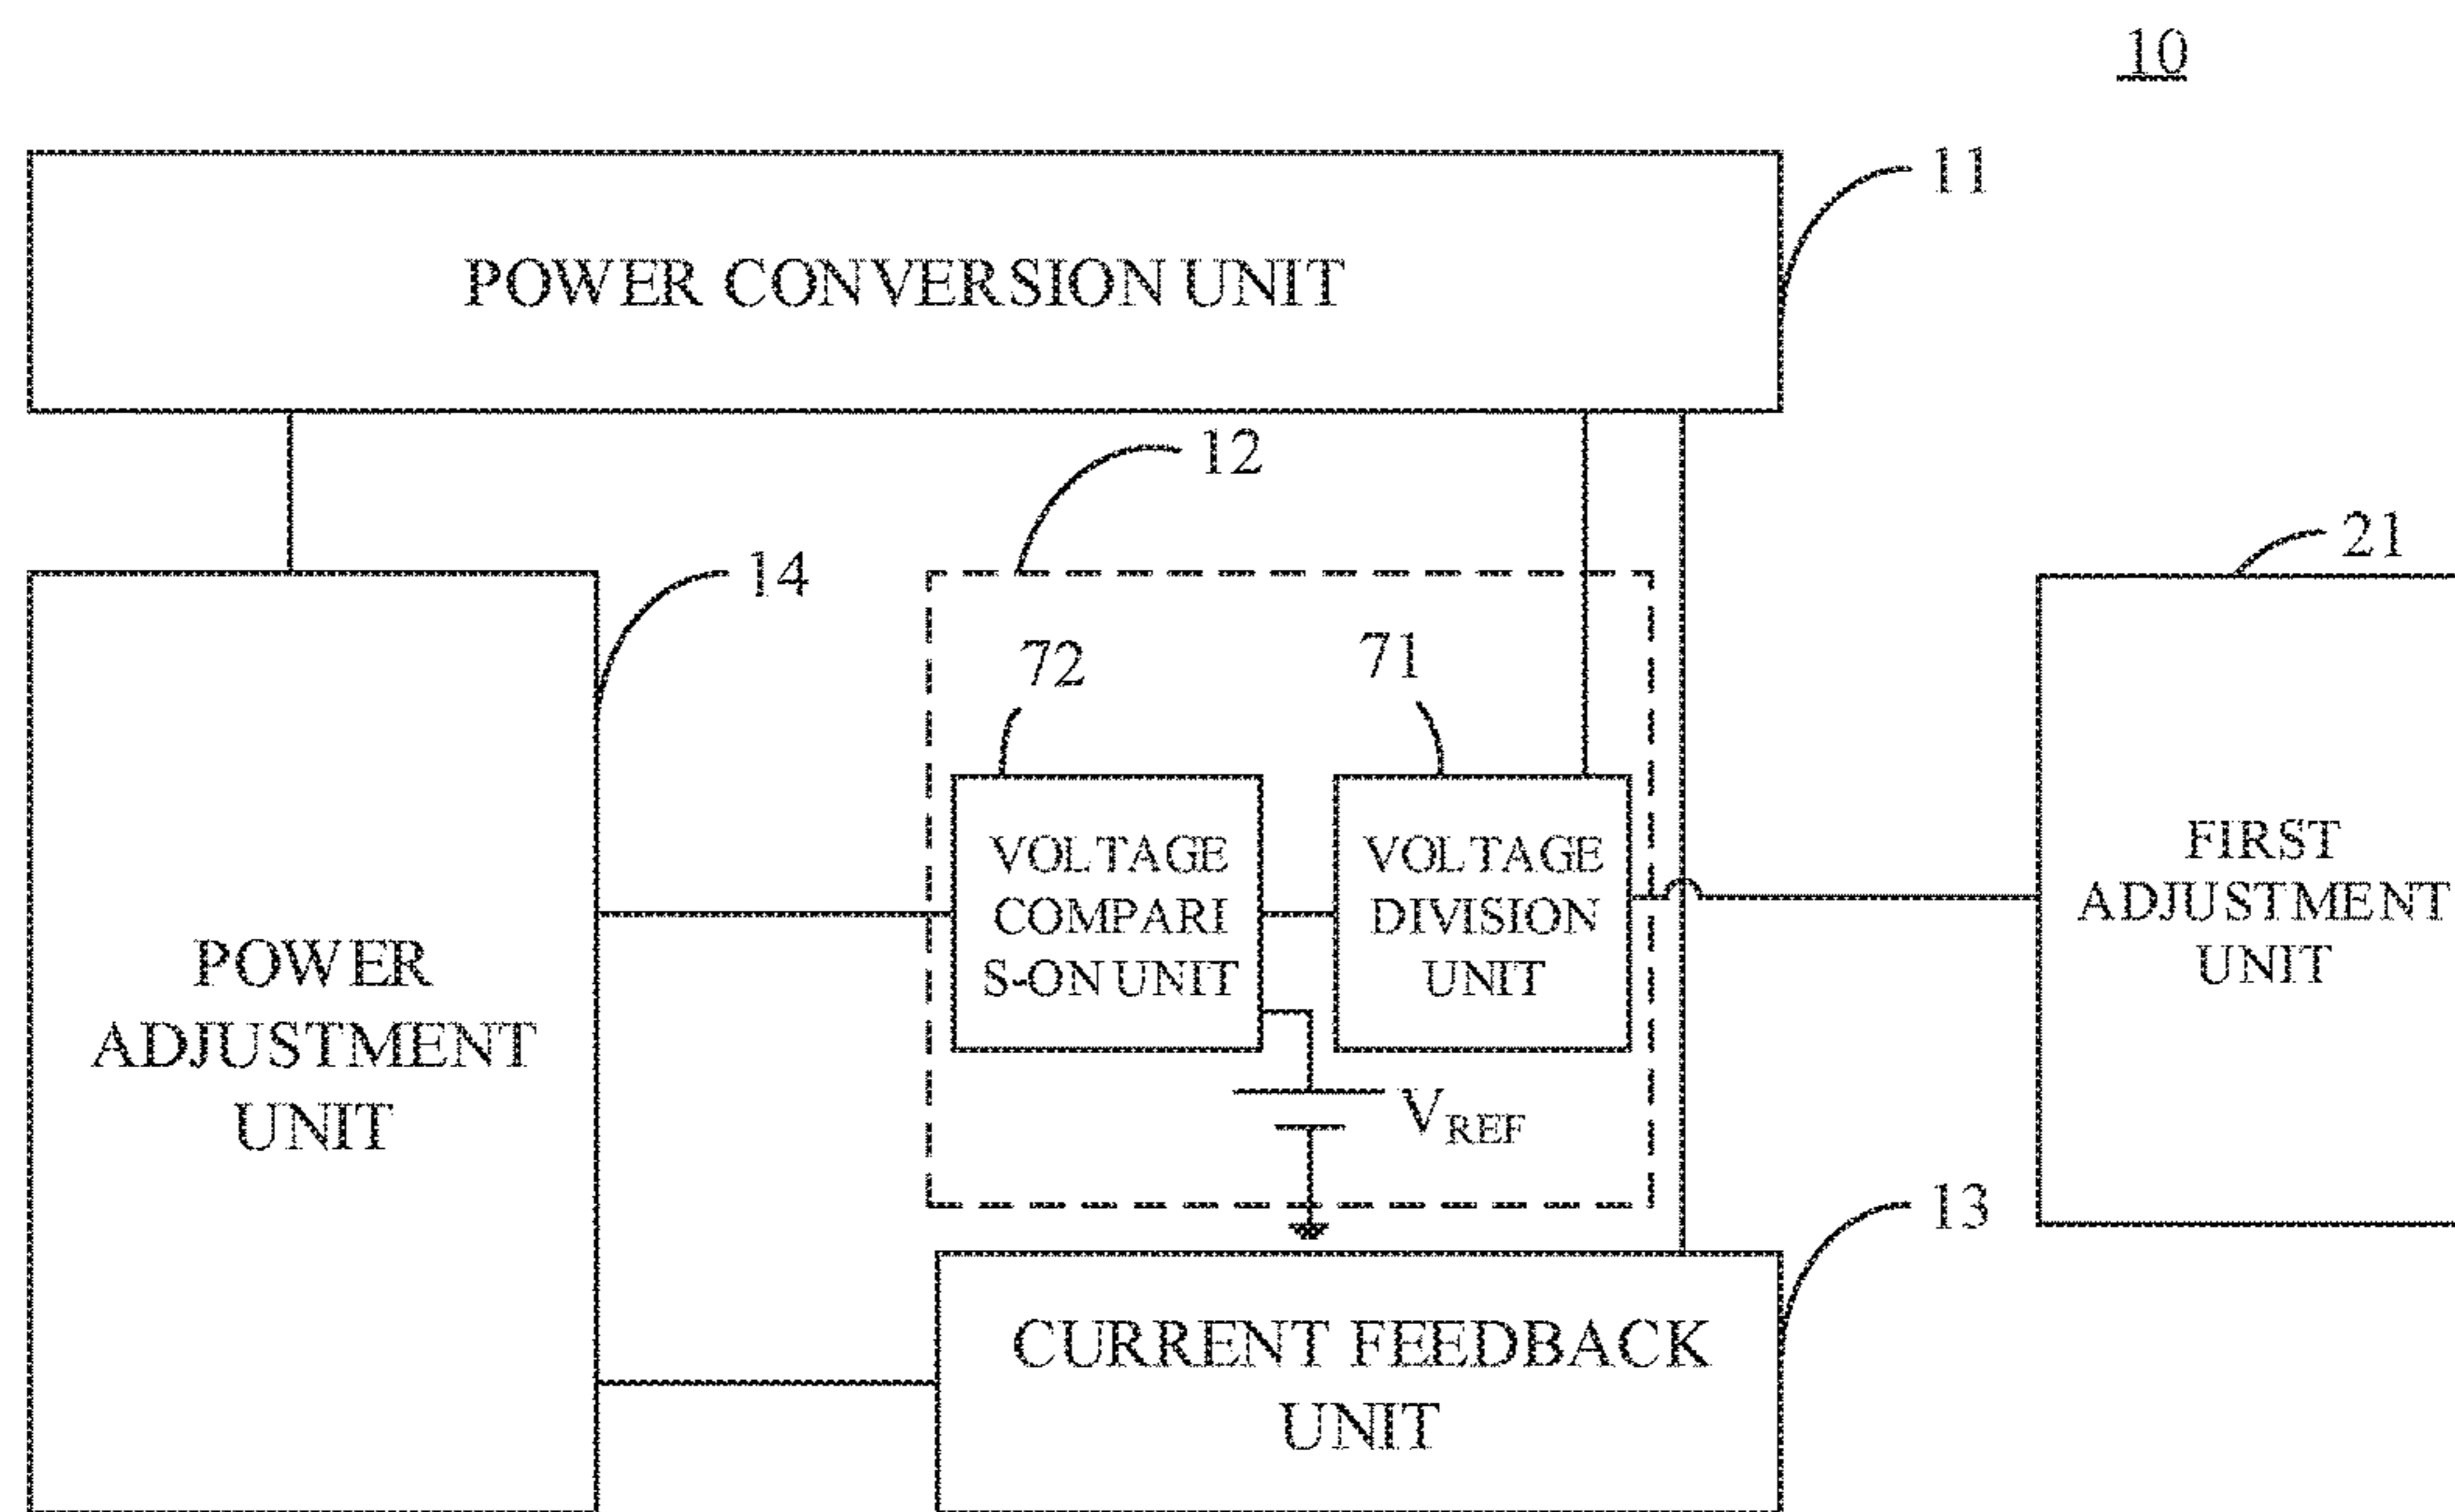 10
11
POWER CONVERSION UNIT
12
14
21
72
71
VOLTAGE
COMPARI
S-ON UNIT
VOLTAGE
DIVISION
UNIT
FIRST
ADJUSTMENT
UNIT
POWER
ADJUSTMENT
UNIT
VREF
13
CURRENT FEEDBACK
UNIT